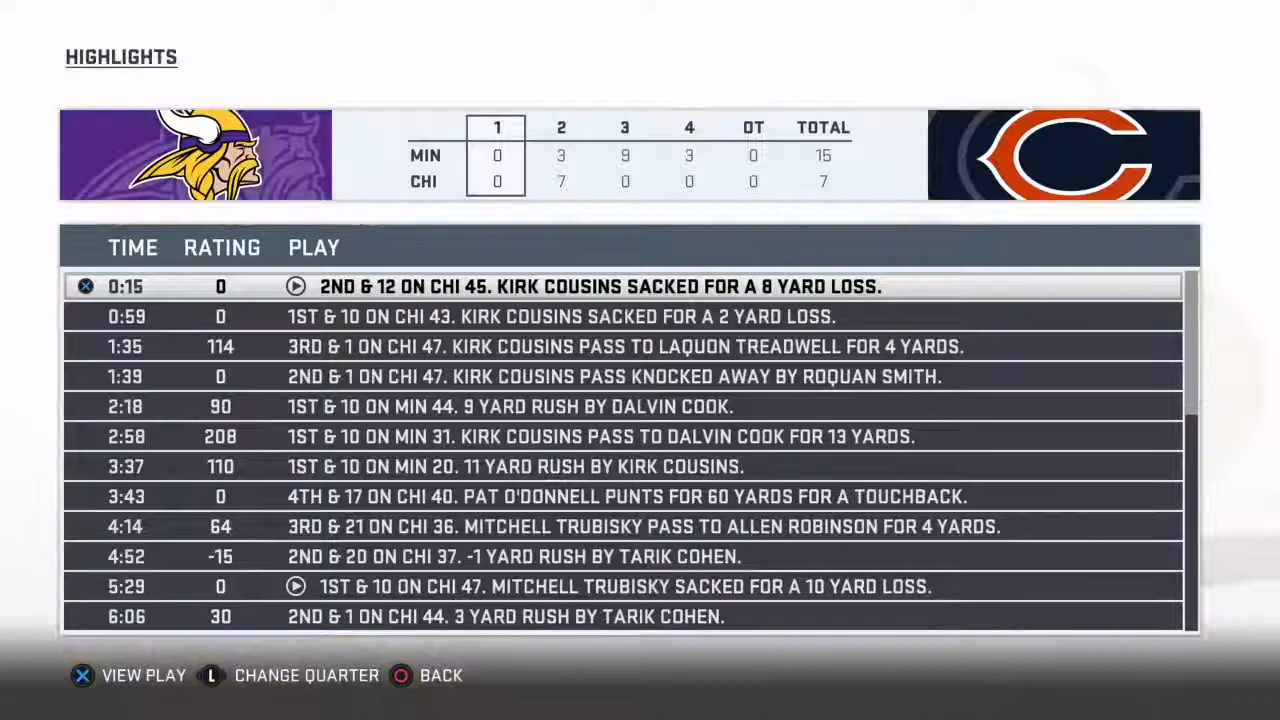 HIGHLIGHTS
1 2 3 4 OT TOTAL
MIN 0 3 9 3 0 15
CHI 0 7 0 0 0 7
TIME RATING PLAY
0:15 0 2ND & 12 ON CHI 45. KIRK COUSINS SACKED FOR A 8 YARD LOSS.
0:59 0 1ST & 10 ON CHI 43. KIRK COUSINS SACKED FOR A 2 YARD LOSS.
1:35 114 3RD & 1 ON CHI 47. KIRK COUSINS PASS TO LAQUON TREADWELL FOR 4 YARDS.
1:39 0 2ND & 1 ON CHI 47. KIRK COUSINS PASS KNOCKED AWAY BY ROQUAN SMITH.
2:18 90 1ST & 10 ON MIN 44. 9 YARD RUSH BY DALVIN COOK.
2:58 208 1ST & 10 ON MIN 31. KIRK COUSINS PASS TO DALVIN COOK FOR 13 YARDS.
3:37 110 1ST & 10 ON MIN 20. 11 YARD RUSH BY KIRK COUSINS.
3:43 0 4TH & 17 ON CHI 40. PAT O'DONNELL PUNTS FOR 60 YARDS FOR A TOUCHBACK.
4:14 64 3RD & 21 ON CHI 36. MITCHELL TRUBISKY PASS TO ALLEN ROBINSON FOR 4 YARDS.
4:52 -15 2ND & 20 ON CHI 37. -1 YARD RUSH BY TARIK COHEN.
5:29 0 1ST & 10 ON CHI 47. MITCHELL TRUBISKY SACKED FOR A 10 YARD LOSS.
6:06 30 2ND & 1 ON CHI 44. 3 YARD RUSH BY TARIK COHEN.
VIEW PLAY L CHANGE QUARTER BACK